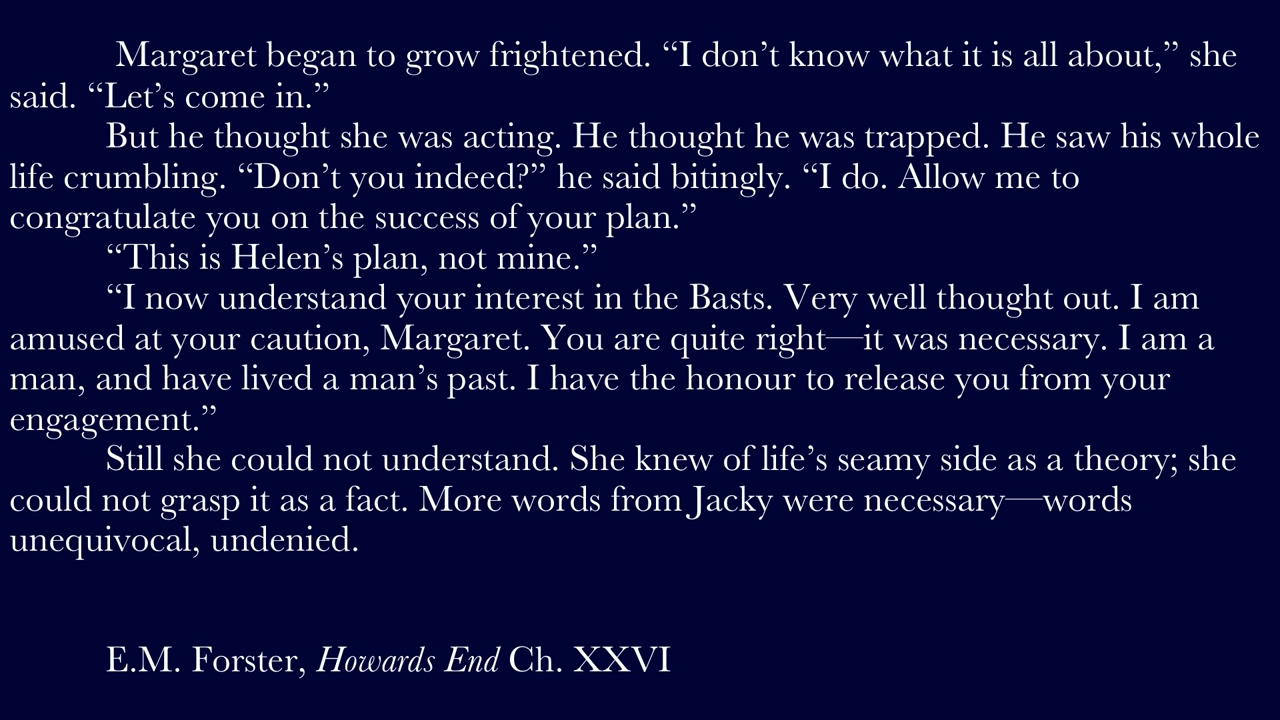 Margaret began to grow frightened. “I don’t know what it is all about,” she
said. “Let’s come in.”
But he thought she was acting. He thought he was trapped. He saw his whole
life crumbling. “Don’t you indeed?” he said bitingly. “I do. Allow me to
congratulate you on the success of your plan.”
“This is Helen’s plan, not mine.”
“I now understand your interest in the Basts. Very well thought out. I am
amused at your caution, Margaret. You are quite right—it was necessary. I am a
man, and have lived a man’s past. I have the honour to release you from your
engagement.”
Still she could not understand. She knew of life’s seamy side as a theory; she
could not grasp it as a fact. More words from Jacky were necessary—words
unequivocal, undenied.
E.M. Forster, Howards End Ch. XXVI